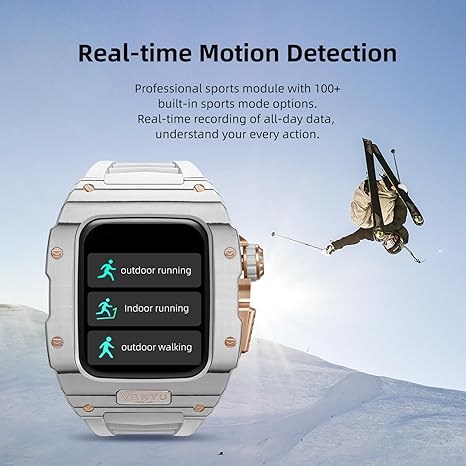 Real-time Motion Detection
Professional sports module with 100+
built-in sports mode options.
Real-time recording of all-day data,
understand your every action.
outdoor running
Indoor running
outdoor walking
VERTU